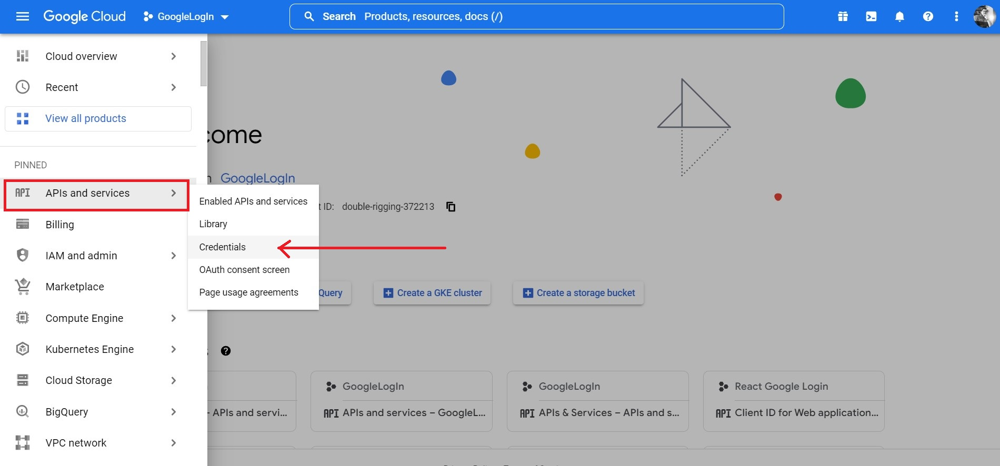 Google Cloud
GoogleLogIn
Search Products, resources, docs (/)
Cloud overview
Recent
View all products
PINNED
API APIs and services
Billing
IAM and admin
Marketplace
Compute Engine
Kubernetes Engine
Cloud Storage
BigQuery
VPC network
Enabled APIs and services
Library
Credentials
OAuth consent screen
Page usage agreements
come
n GoogleLogIn
t ID: double-rigging-372213
Query
Create a GKE cluster
Create a storage bucket
GoogleLogIn
API APIs and services – GoogleL...
GoogleLogIn
API APIs & Services – APIs and s...
React Google Login
API Client ID for Web application...
- APIs and servi...